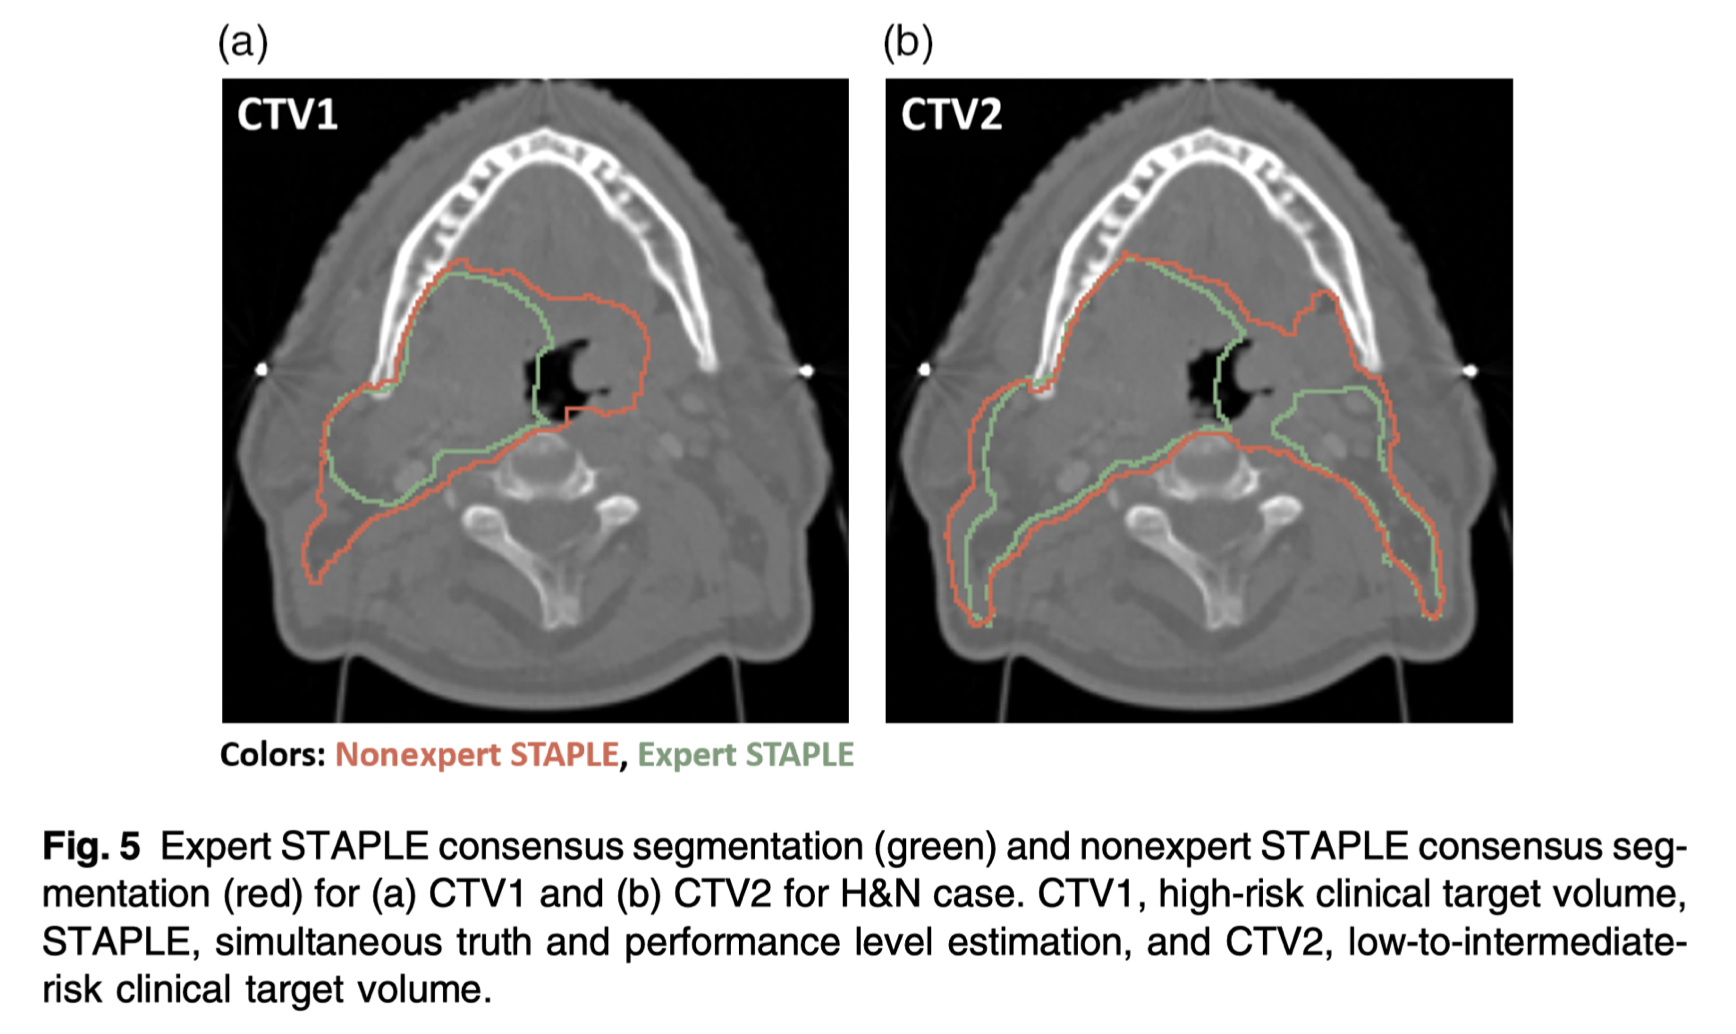 (a)
(b)
CTV1
CTV2
Colors: Nonexpert STAPLE, Expert STAPLE
Fig. 5 Expert STAPLE consensus segmentation (green) and nonexpert STAPLE consensus seg-
mentation (red) for (a) CTV1 and (b) CTV2 for H&N case. CTV1, high-risk clinical target volume,
STAPLE, simultaneous truth and performance level estimation, and CTV2, low-to-intermediate-
risk clinical target volume.